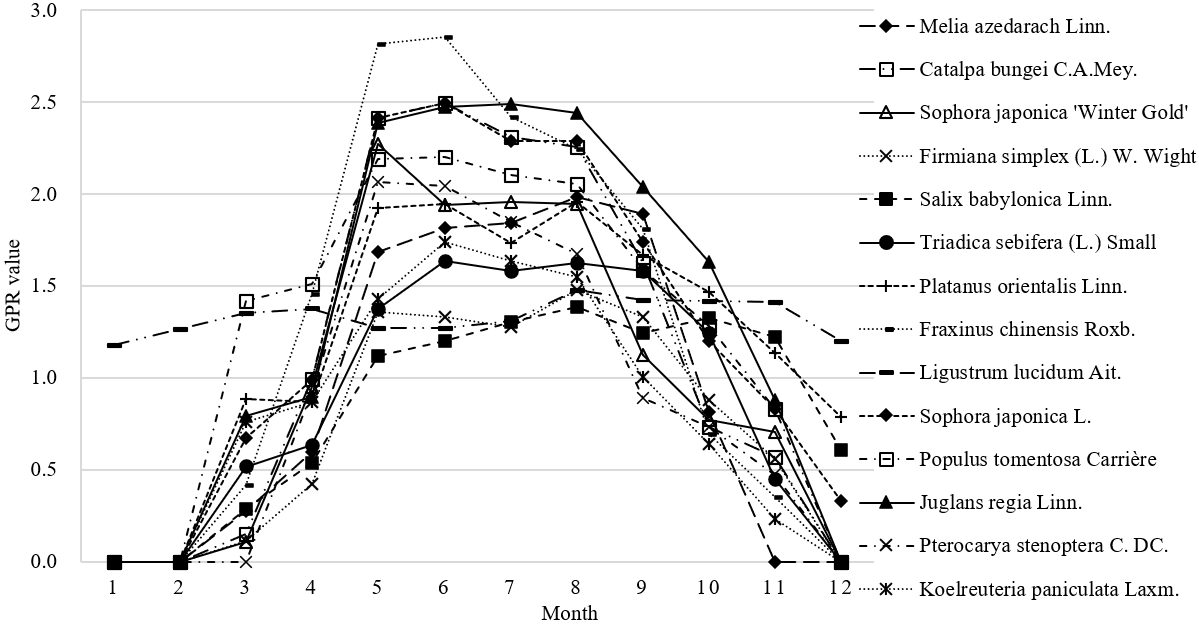 3.0
2.5
2.0
1.5
1.0
0.5
0.0
GPR value
1 2 3 4 5 6 7 8 9 10 11 12
Month
Melia azedarach Linn.
Catalpa bungei C.A.Mey.
Sophora japonica 'Winter Gold'
Firmiana simplex (L.) W. Wight
Salix babylonica Linn.
Triadica sebifera (L.) Small
Platanus orientalis Linn.
Fraxinus chinensis Roxb.
Ligustrum lucidum Ait.
Sophora japonica L.
Populus tomentosa Carrière
Juglans regia Linn.
Pterocarya stenoptera C. DC.
Koelreuteria paniculata Laxm.